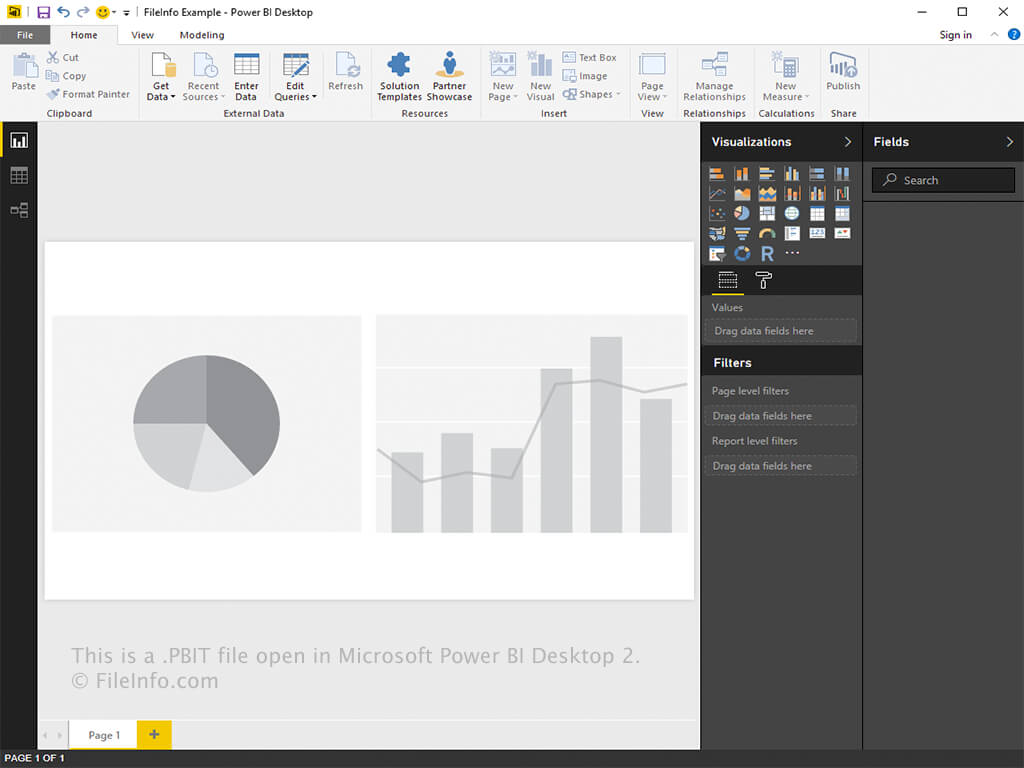 FileInfo Example - Power BI Desktop
File Home View Modeling Sign in ?
Paste
Cut
Copy
Format Painter
Clipboard
Get Data
Recent Sources
Enter Data
Edit Queries
Refresh
External Data
Solution Templates
Partner Showcase
Resources
New Page
New Visual
Text Box
Image
Shapes
Insert
Page View
View
Manage Relationships
Relationships
New Measure
Calculations
Publish
Share
Visualizations
R
123
Values
Drag data fields here
Filters
Page level filters
Drag data fields here
Report level filters
Drag data fields here
Fields
Search
This is a .PBIT file open in Microsoft Power BI Desktop 2.
© FileInfo.com
Page 1 +
PAGE 1 OF 1